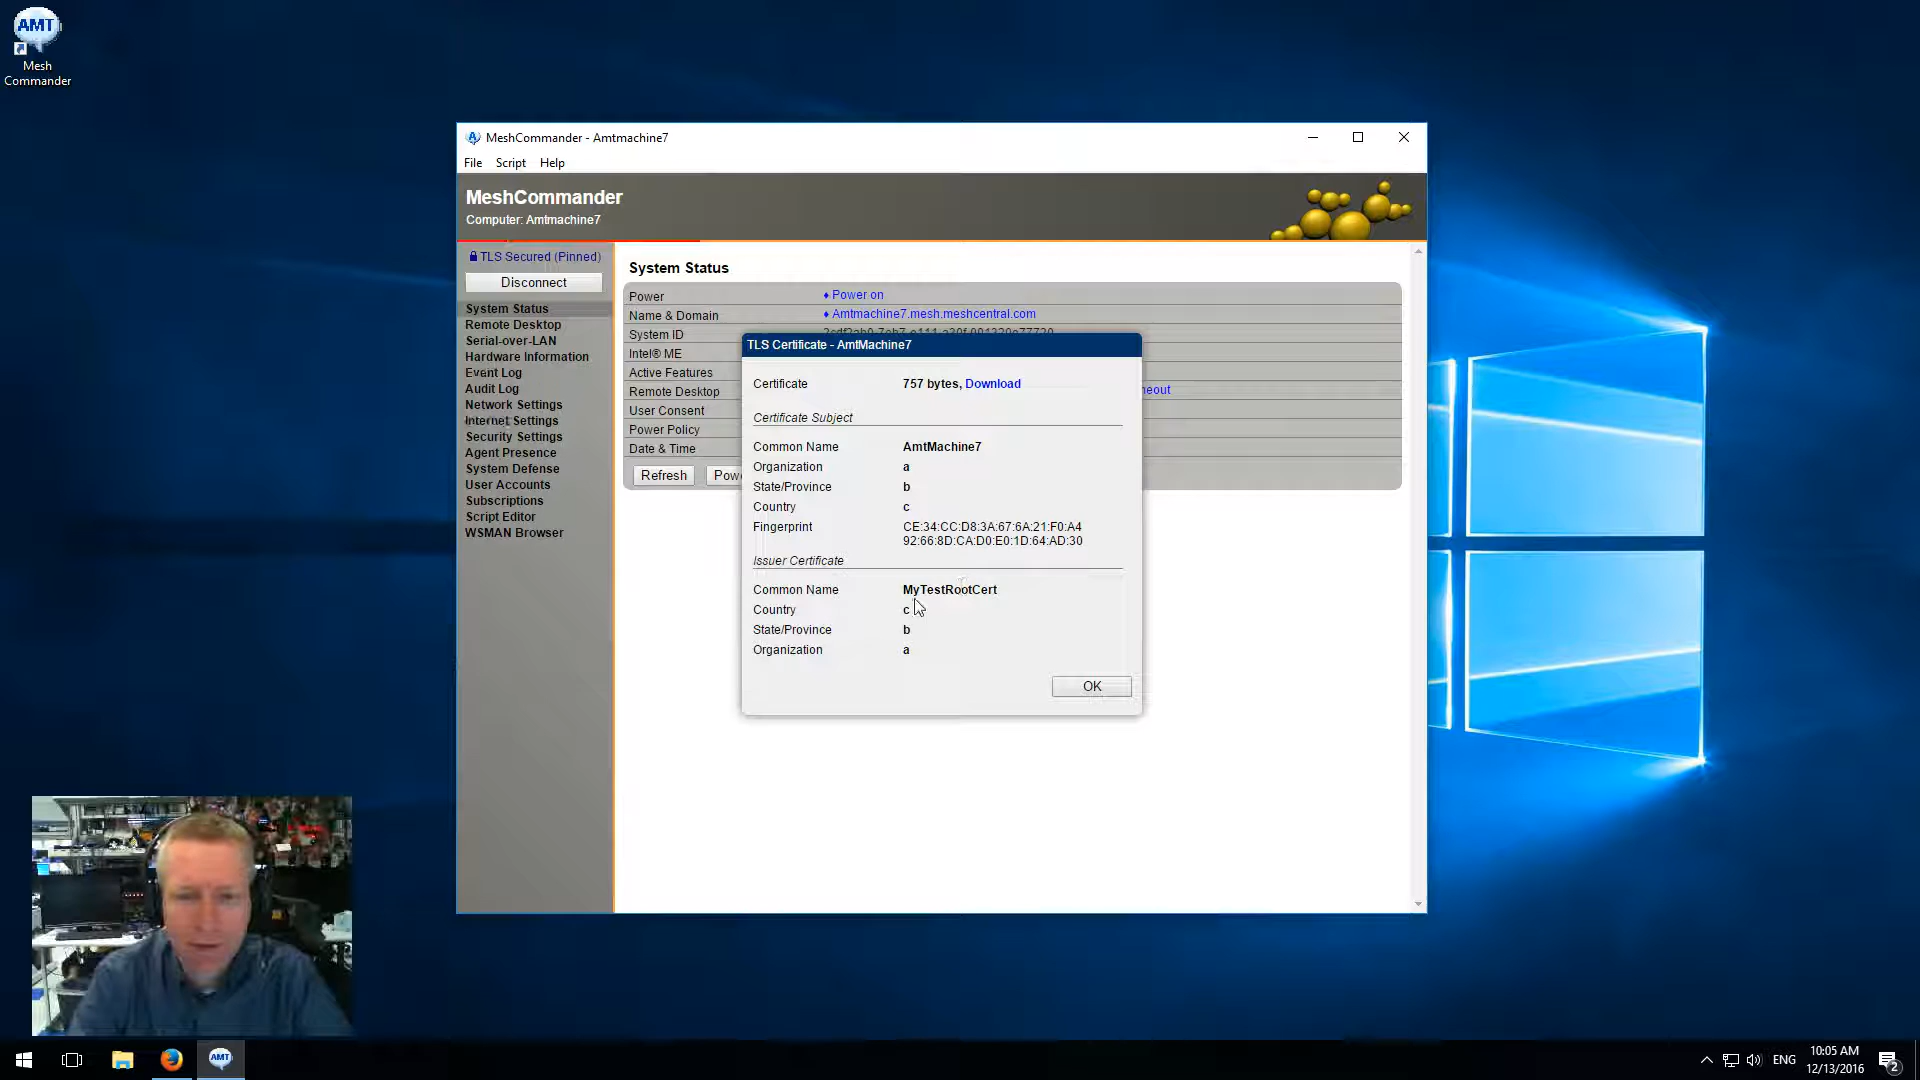 AMT
Mesh
Commander
MeshCommander - Amtmachine7
File Script Help
MeshCommander
Computer: Amtmachine7
TLS Secured (Pinned)
Disconnect
System Status
Remote Desktop
Serial-over-LAN
Hardware Information
Event Log
Audit Log
Network Settings
Internet Settings
Security Settings
Agent Presence
System Defense
User Accounts
Subscriptions
Script Editor
WSMAN Browser
System Status
Power Power on
Name & Domain Amtmachine7.mesh.meshcentral.com
System ID
Intel® ME
Active Features
Remote Desktop
User Consent
Power Policy
Date & Time
Refresh
TLS Certificate - AmtMachine7
Certificate 757 bytes, Download
Certificate Subject
Common Name AmtMachine7
Organization a
State/Province b
Country c
Fingerprint CE:34:CC:D8:3A:67:6A:21:F0:A4
92:66:8D:CA:D0:E0:1D:64:AD:30
Issuer Certificate
Common Name MyTestRootCert
Country c
State/Province b
Organization a
OK
AMT
ENG
10:05 AM
12/13/2016
2